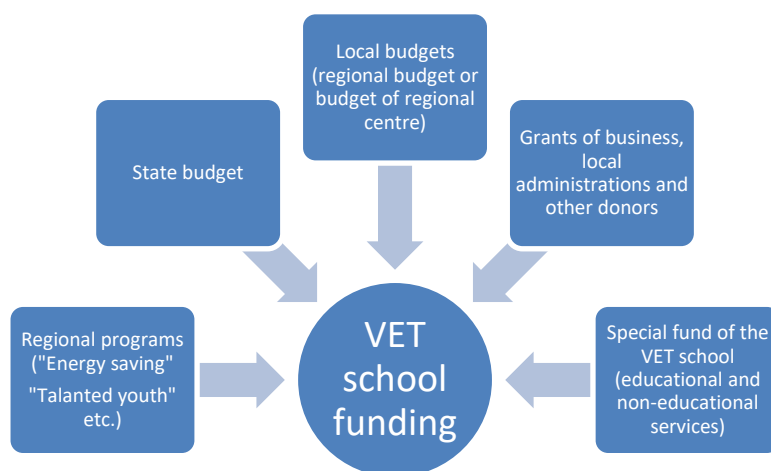 Local budgets
(regional budget or
budget of regional
centre)
State budget
Grants of business,
local
administrations and
other donors
Regional programs
("Energy saving"
"Talanted youth"
etc.)
VET
school
funding
Special fund of the
VET school
(educational and
non-educational
services)